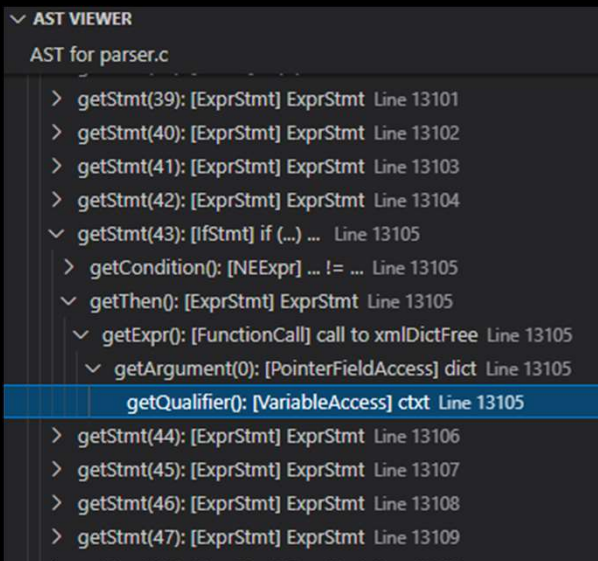 AST VIEWER
AST for parser.c
getStmt(39): [ExprStmt] ExprStmt Line 13101
getStmt(40): [ExprStmt] ExprStmt Line 13102
getStmt(41): [ExprStmt] ExprStmt Line 13103
getStmt(42): [ExprStmt] ExprStmt Line 13104
getStmt(43): [IfStmt] if (...) ... Line 13105
getCondition(): [NEExpr] ... != ... Line 13105
getThen(): [ExprStmt] ExprStmt Line 13105
getExpr(): [FunctionCall] call to xmlDictFree Line 13105
getArgument(0): [PointerFieldAccess] dict Line 13105
getQualifier(): [VariableAccess] ctxt Line 13105
getStmt(44): [ExprStmt] ExprStmt Line 13106
getStmt(45): [ExprStmt] ExprStmt Line 13107
getStmt(46): [ExprStmt] ExprStmt Line 13108
getStmt(47): [ExprStmt] ExprStmt Line 13109